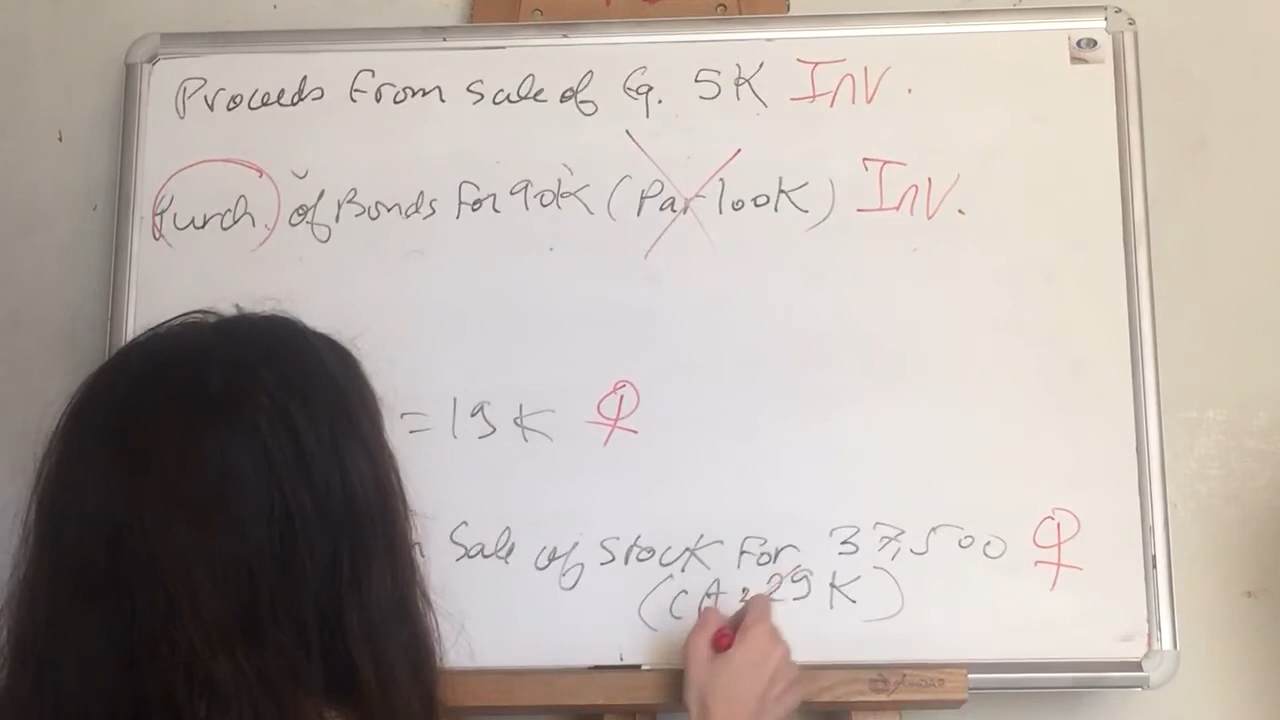 Proceeds From Sale of Eq. 5K Inv.
Purch. of Bonds For 90K (Par 100K) Inv.
= 19K
Sale of Stock For 37,500
(CA = 29K)